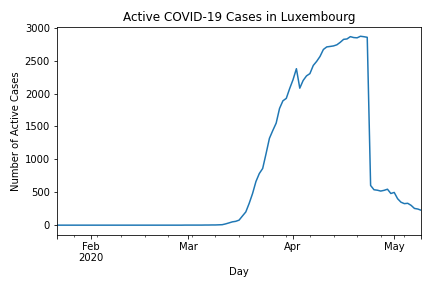 Active COVID-19 Cases in Luxembourg
Number of Active Cases
3000
2500
2000
1500
1000
500
0
Feb
2020
Mar
Apr
May
Day